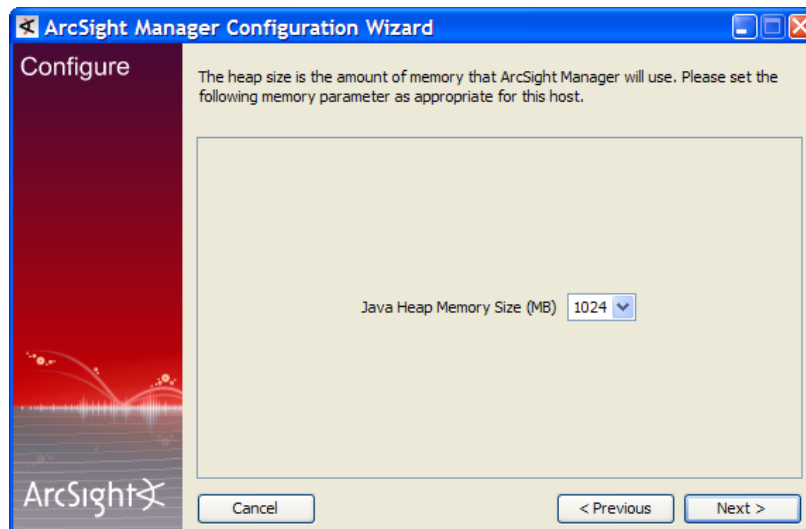 ArcSight Manager Configuration Wizard
Configure
The heap size is the amount of memory that ArcSight Manager will use. Please set the
following memory parameter as appropriate for this host.
Java Heap Memory Size (MB) 1024
ArcSight
Cancel < Previous Next >